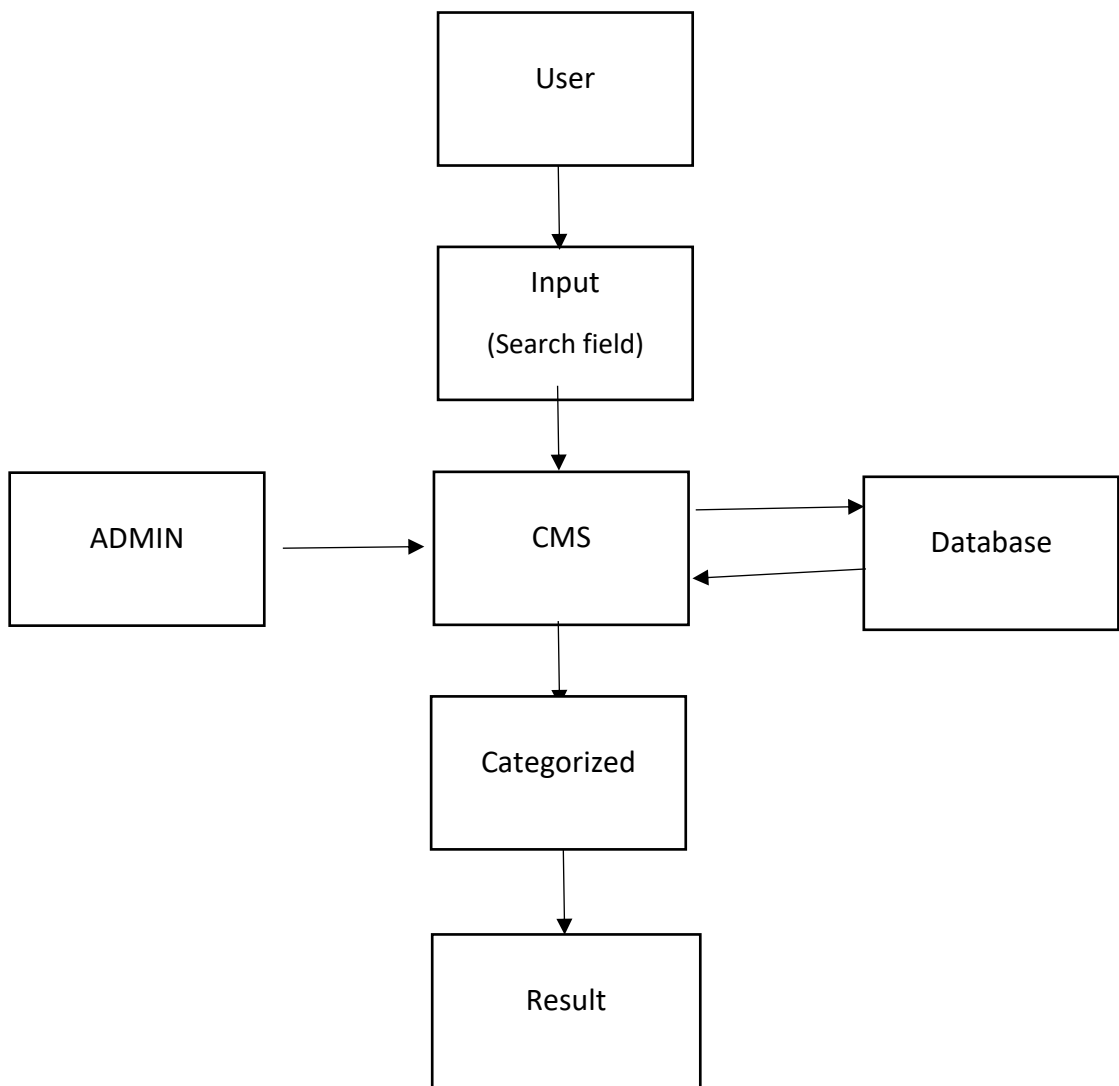 User
Input
(Search field)
ADMIN
CMS
Database
Categorized
Result